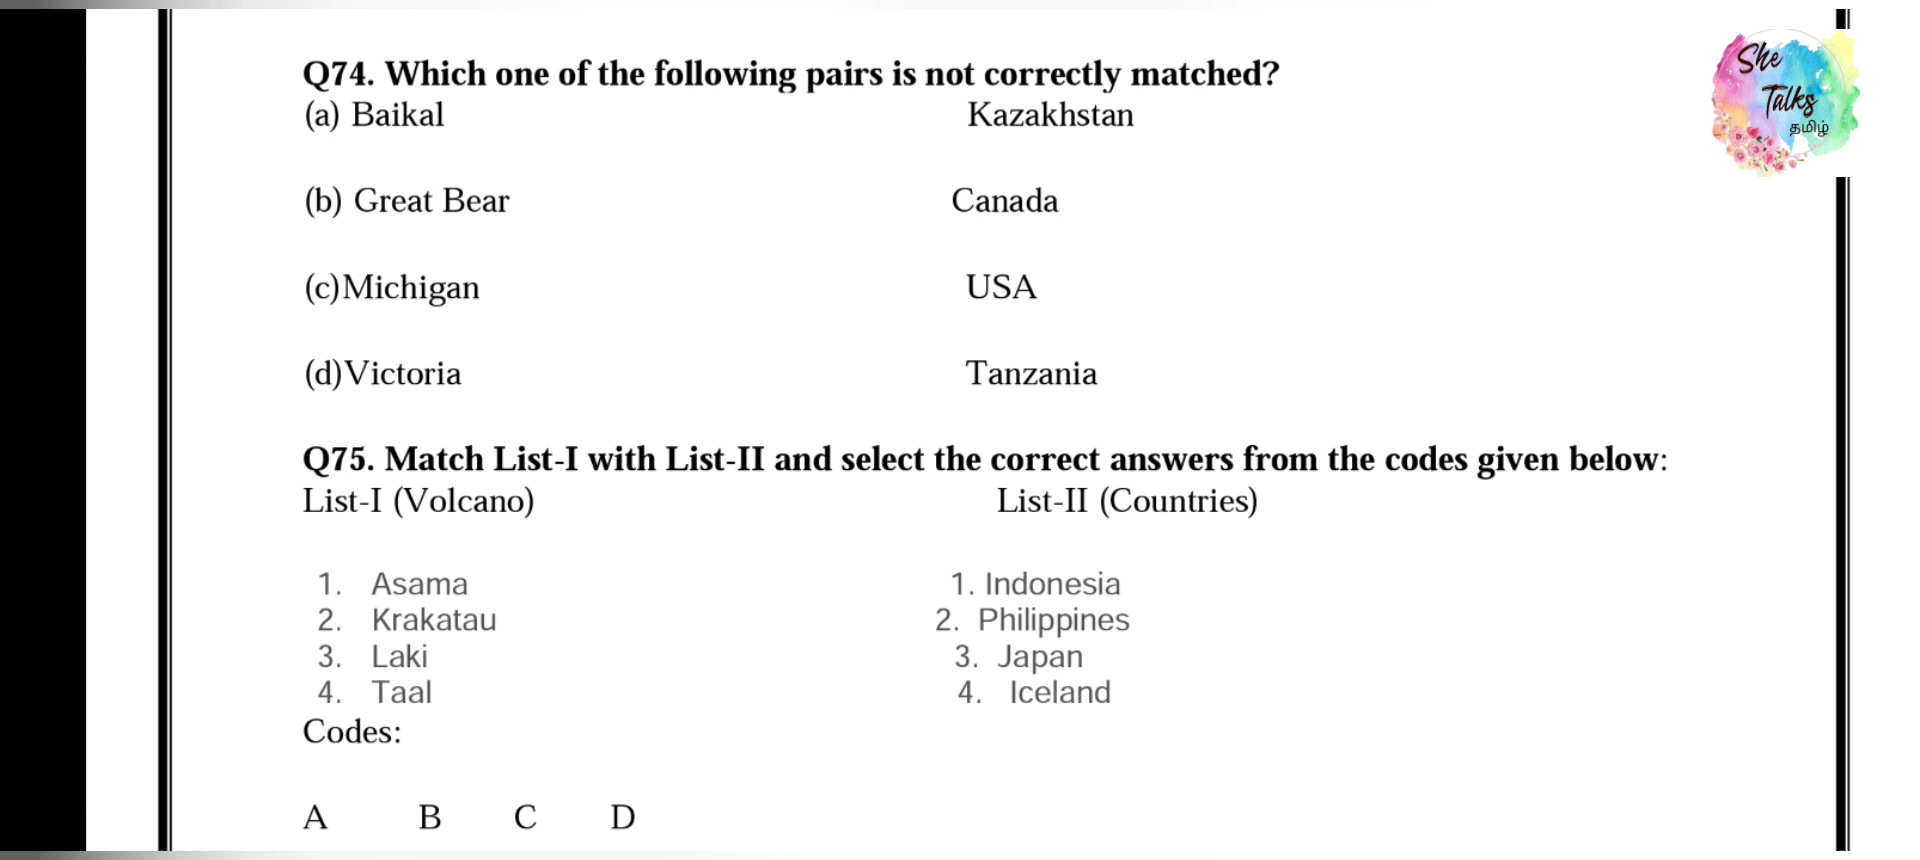 Q74. Which one of the following pairs is not correctly matched?
(a) Baikal Kazakhstan
(b) Great Bear Canada
(c)Michigan USA
(d)Victoria Tanzania
Q75. Match List-I with List-II and select the correct answers from the codes given below:
List-I (Volcano) List-II (Countries)
1. Asama 1. Indonesia
2. Krakatau 2. Philippines
3. Laki 3. Japan
4. Taal 4. Iceland
Codes:
A B C D
She
Talks
தமிழ்